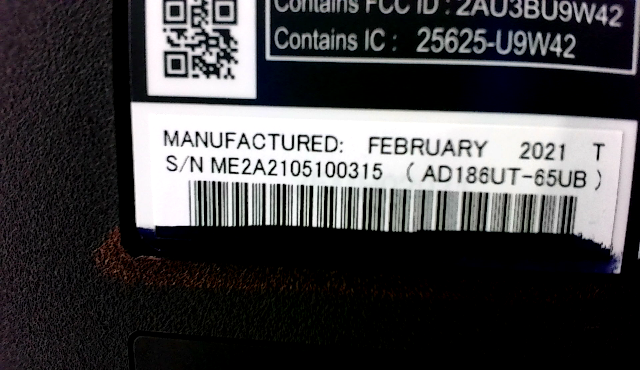 Contains FCC ID : 2AU3BU9W42
Contains IC : 25625-U9W42
MANUFACTURED: FEBRUARY 2021 T
S/N ME2A2105100315 ( AD186UT-65UB )